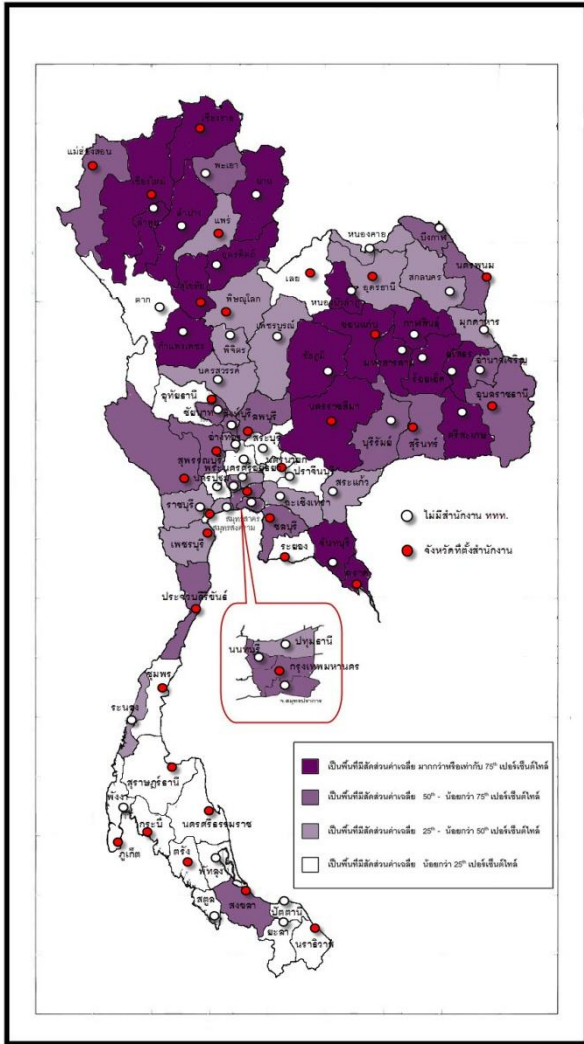 เชียงราย
แม่ฮ่องสอน
พะเยา
เชียงใหม่
น่าน
ลำพูน
ลำปาง
แพร่
อุตรดิตถ์
สุโขทัย
ตาก
พิษณุโลก
กำแพงเพชร
พิจิตร
เพชรบูรณ์
เลย
หนองคาย
บึงกาฬ
อุดรธานี
สกลนคร
นครพนม
มุกดาหาร
ขอนแก่น
กาฬสินธุ์
มหาสารคาม
ร้อยเอ็ด
ยโสธร
อำนาจเจริญ
ชัยภูมิ
อุบลราชธานี
นครราชสีมา
บุรีรัมย์
สุรินทร์
ศรีสะเกษ
นครสวรรค์
อุทัยธานี
ชัยนาท
สิงห์บุรี
ลพบุรี
อ่างทอง
สระบุรี
สุพรรณบุรี
นครนายก
ปราจีนบุรี
นครปฐม
ราชบุรี
ฉะเชิงเทรา
สระแก้ว
สมุทรสาคร
สมุทรสงคราม
ชลบุรี
เพชรบุรี
ระยอง
จันทบุรี
ตราด
ประจวบคีรีขันธ์
ไม่มีสำนักงาน ททท.
จังหวัดที่ตั้งสำนักงาน
ปทุมธานี
นนทบุรี
กรุงเทพมหานคร
จ.สมุทรปราการ
ชุมพร
ระนอง
สุราษฎร์ธานี
พังงา
กระบี่
นครศรีธรรมราช
ภูเก็ต
ตรัง
พัทลุง
สตูล
สงขลา
ปัตตานี
ยะลา
นราธิวาส
เป็นพื้นที่มีสัดส่วนค่าเฉลี่ย มากกว่าหรือเท่ากับ 75th เปอร์เซ็นต์ไทล์
เป็นพื้นที่มีสัดส่วนค่าเฉลี่ย 50th - น้อยกว่า 75th เปอร์เซ็นต์ไทล์
เป็นพื้นที่มีสัดส่วนค่าเฉลี่ย 25th - น้อยกว่า 50th เปอร์เซ็นต์ไทล์
เป็นพื้นที่มีสัดส่วนค่าเฉลี่ย น้อยกว่า 25th เปอร์เซ็นต์ไทล์